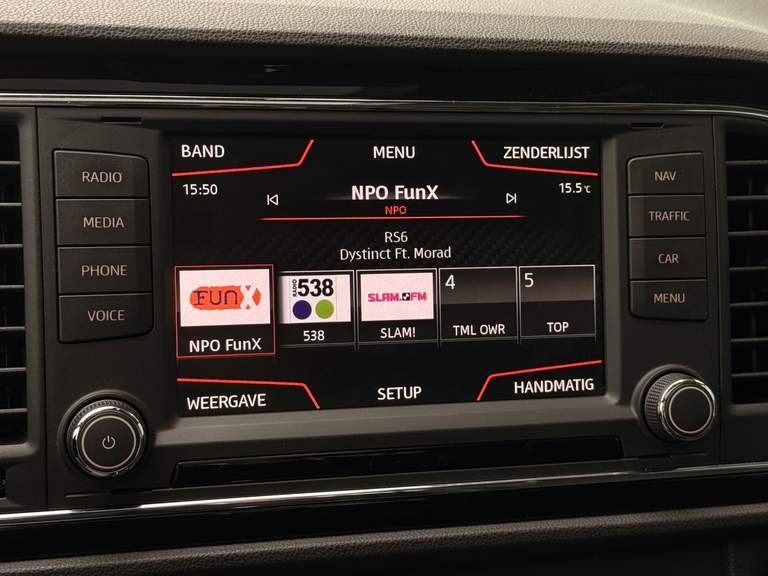 BAND MENU ZENDERLIJST
15:50 NPO FunX 15.5℃
NPO
RS6
Dystinct Ft. Morad
FUNX RADIO 538 SLAM.FM 4 5
NPO FunX 538 SLAM! TML OWR TOP
WEERGAVE SETUP HANDMATIG
RADIO
MEDIA
PHONE
VOICE
NAV
TRAFFIC
CAR
MENU